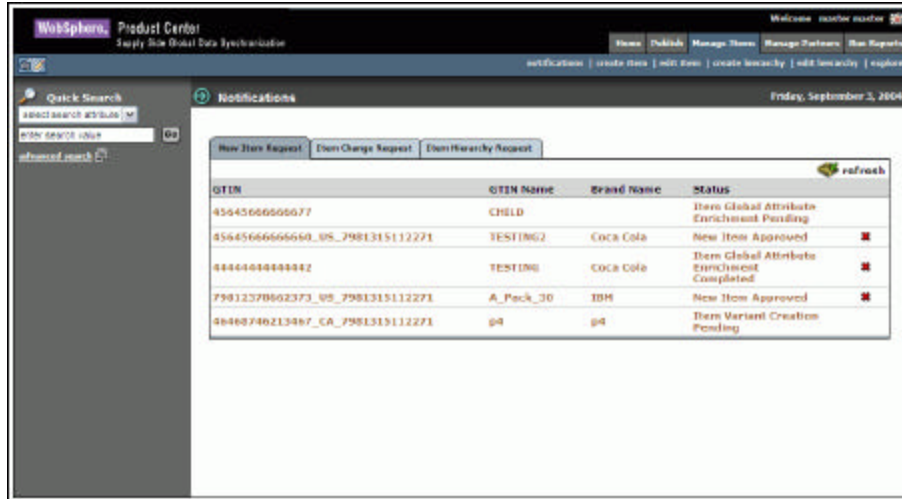 WebSphere. Product Center
Supply Side Global Data Synchronization
Welcome master master
Home Publish Manage Items Manage Partners Run Reports
notifications | create item | edit item | create hierarchy | edit hierarchy | explore
Quick Search
select search attribute
enter search value Go
advanced search
Notifications
Friday, September 3, 2004
New Item Request Item Change Request Item Hierarchy Request
refresh
GTIN GTIN Name Brand Name Status
45645666666677 CHILD Item Global Attribute
Enrichment Pending
45645666666660_US_7981315112271 TESTING2 Coca Cola New Item Approved
44444444444442 TESTING Coca Cola Item Global Attribute
Enrichment
Completed
79812378662373_US_7981315112271 A_Pack_30 IBM New Item Approved
46468746213467_CA_7981315112271 p4 p4 Item Variant Creation
Pending